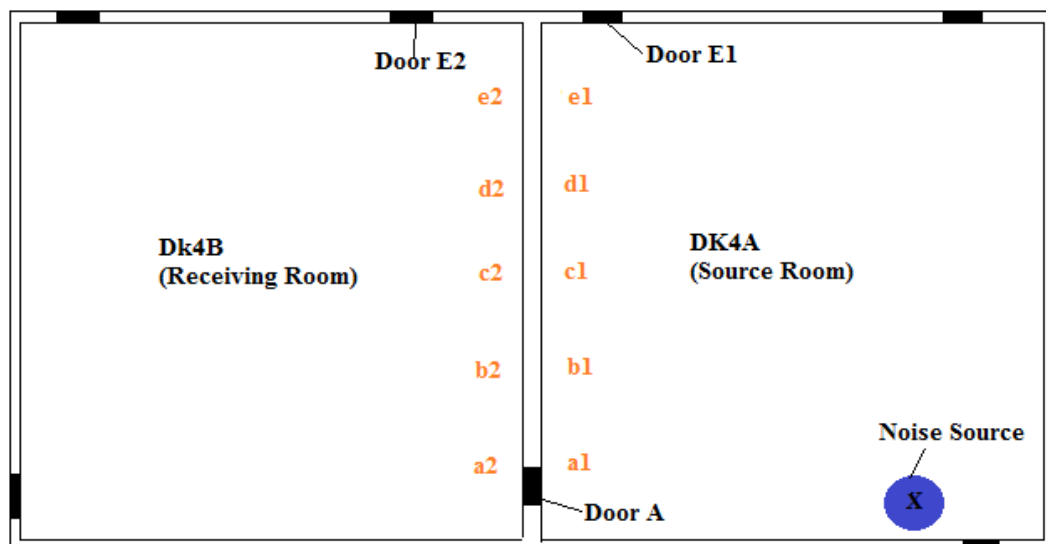 Door E2
Door E1
e2
e1
d2
d1
Dk4B
(Receiving Room)
DK4A
(Source Room)
c2
c1
b2
b1
Noise Source
a2
a1
X
Door A